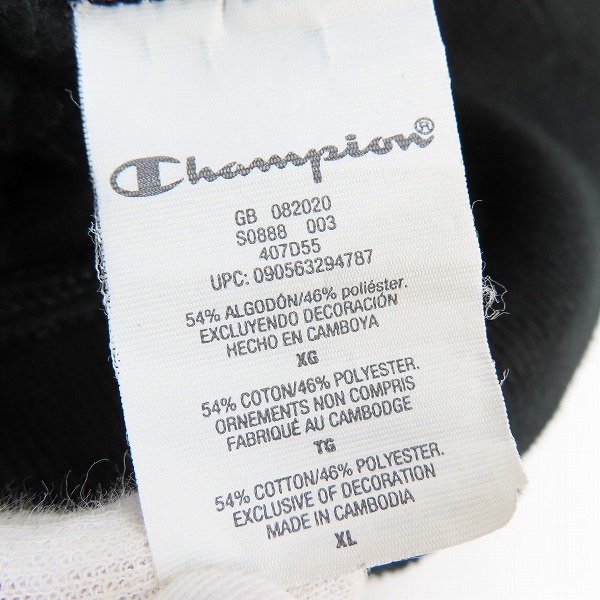 Champion®
GB 082020
S0888 003
407D55
UPC: 090563294787
54% ALGODÓN/46% poliéster.
EXCLUYENDO DECORACIÓN
HECHO EN CAMBOYA
XG
54% COTON/46% POLYESTER.
ORNEMENTS NON COMPRIS
FABRIQUÉ AU CAMBODGE
TG
54% COTTON/46% POLYESTER.
EXCLUSIVE OF DECORATION
MADE IN CAMBODIA
XL